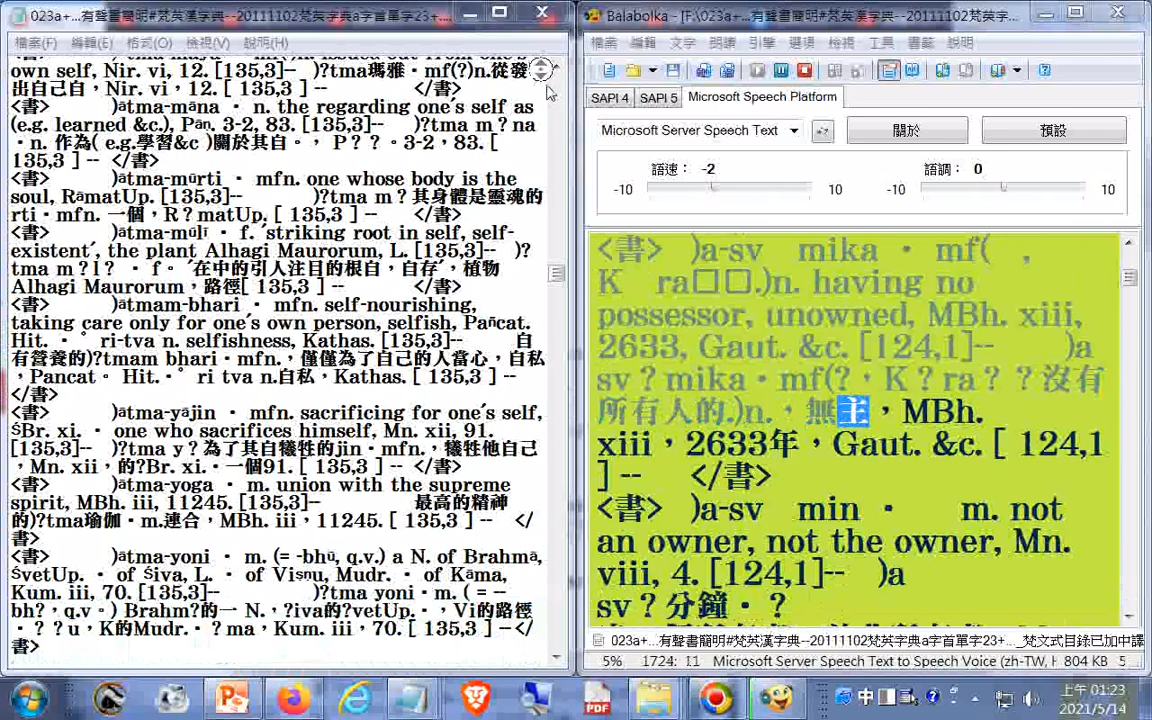 023a+...有聲書簡明#梵英漢字典--20111102梵英字典a字首單字23+...
檔案(F) 編輯(E) 格式(O) 檢視(V) 說明(H)
own self, Nir. vi, 12. [135,3]-- )?tma瑪雅‧mf(?)n.從發
出自己自，Nir. vi，12. [ 135,3 ] -- </書>
<書> )ātma-māna ‧ n. the regarding one's self as
(e.g. learned &c.), Pāṇ. 3-2, 83. [135,3]-- )?tma m？na
‧n. 作為( e.g.學習&c )關於其自。，P？？。3-2，83. [
135,3 ] -- </書>
<書> )ātma-mūrti ‧ mfn. one whose body is the
soul, RāmatUp. [135,3]-- )?tma m？其身體是靈魂的
rti‧mfn. 一個，R？matUp. [ 135,3 ] -- </書>
<書> )ātma-mūlī ‧ f. 'striking root in self, self-
existent', the plant Alhagi Maurorum, L. [135,3]-- )?
tma m？l？ ‧ f。'在中的引人注目的根自，自存'，植物
Alhagi Maurorum，路徑[ 135,3 ] -- </書>
<書> )ātmam-bhari ‧ mfn. self-nourishing,
taking care only for one's own person, selfish, Pañcat.
Hit. ‧ ˚ri-tva n. selfishness, Kathas. [135,3]-- 自
有營養的)?tmam bhari‧mfn.，僅僅為了自己的人當心，自私
，Pancat。Hit.‧˚ ri tva n.自私，Kathas. [ 135,3 ] --
</書>
<書> )ātma-yājin ‧ mfn. sacrificing for one's self,
ŚBr. xi. ‧ one who sacrifices himself, Mn. xii, 91.
[135,3]-- )?tma y？為了其自犧牲的jin‧mfn.，犧牲他自己
，Mn. xii，的?Br. xi.‧一個91. [ 135,3 ] -- </書>
<書> )ātma-yoga ‧ m. union with the supreme
spirit, MBh. iii, 11245. [135,3]-- 最高的精神
的)?tma瑜伽‧m.連合，MBh. iii，11245. [ 135,3 ] -- </
書>
<書> )ātma-yoni ‧ m. (= -bhū, q.v.) a N. of Brahmā,
ŚvetUp. ‧ of Śiva, L. ‧ of Viṣṇu, Mudr. ‧ of Kāma,
Kum. iii, 70. [135,3]-- )?tma yoni‧m. ( = --
bh?，q.v。) Brahm?的一 N.，?iva的?vetUp.‧，Vi的路徑
‧？？u，K的Mudr.‧？ma，Kum. iii，70. [ 135,3 ] --</
書>
Balabolka - [F:\023a+...有聲書簡明#梵英漢字典--20111102梵英字...
檔案 編輯 文字 朗讀 引擎 選項 檢視 工具 書籤 說明
SAPI 4 SAPI 5 Microsoft Speech Platform
Microsoft Server Speech Text 關於 預設
語速： -2 語調： 0
-10 10 -10 10
<書> )a-sv mika ‧ mf( ,
K ra□□.)n. having no
possessor, unowned, MBh. xiii,
2633, Gaut. &c. [124,1]-- )a
sv？mika‧mf(?，K？ra？？沒有
所有人的.)n.，無主，MBh.
xiii，2633年，Gaut. &c. [ 124,1
] -- </書>
<書> )a-sv min ‧ m. not
an owner, not the owner, Mn.
viii, 4. [124,1]-- )a
sv？分鐘‧？
023a+...有聲書簡明#梵英漢字典--20111102梵英字典a字首單字23+..._梵文式目錄已加中譯
5% 1724: 11 Microsoft Server Speech Text to Speech Voice (zh-TW, H 804 KB 5
中 上午 01:23
2021/5/14